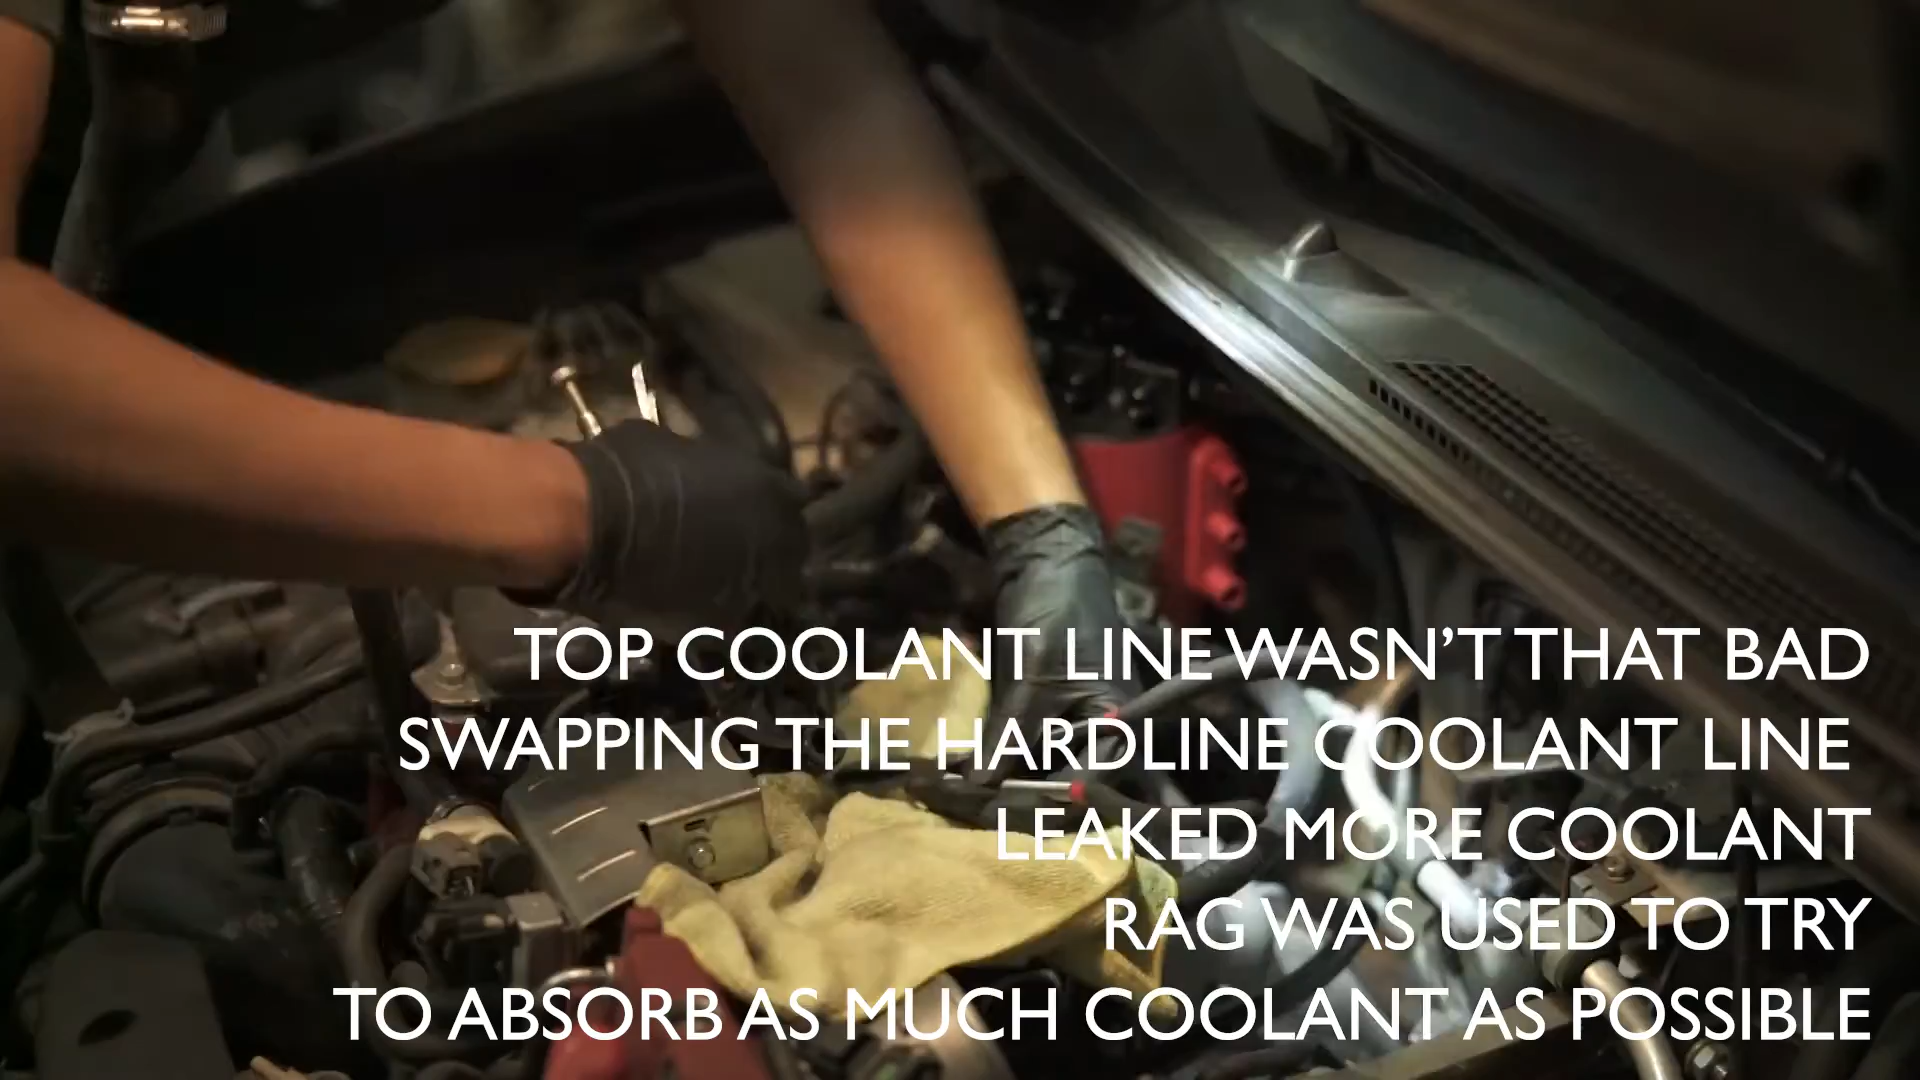 TOP COOLANT LINE WASN’T THAT BAD
SWAPPING THE HARDLINE COOLANT LINE
LEAKED MORE COOLANT
RAG WAS USED TO TRY
TO ABSORB AS MUCH COOLANT AS POSSIBLE